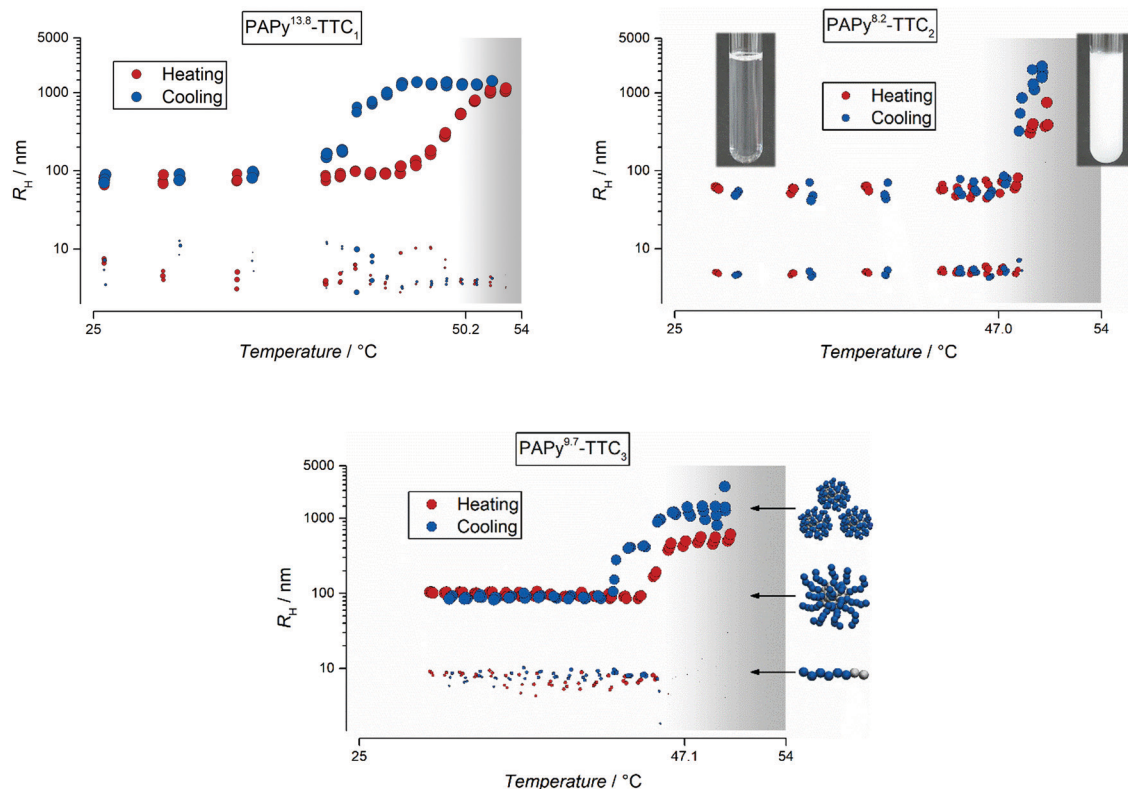 PAPy13.8-TTC1
5000
Heating
Cooling
1000
100
10
RH / nm
25
50.2
54
Temperature / °C
PAPy8.2-TTC2
5000
Heating
Cooling
1000
100
10
RH / nm
25
47.0
54
Temperature / °C
PAPy9.7-TTC3
5000
Heating
Cooling
1000
100
10
RH / nm
25
47.1
54
Temperature / °C